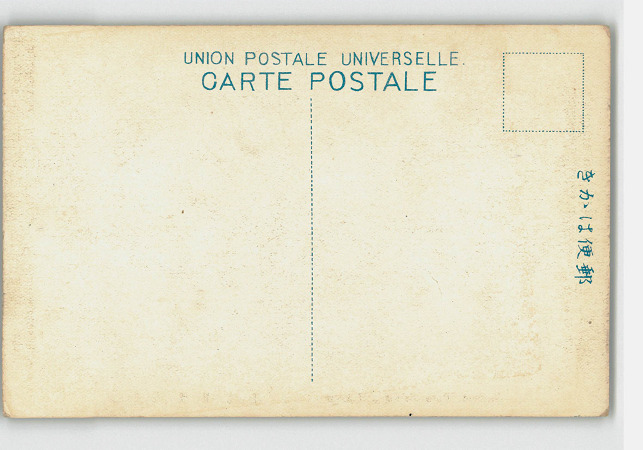 UNION POSTALE UNIVERSELLE.
CARTE POSTALE
きかは便郵